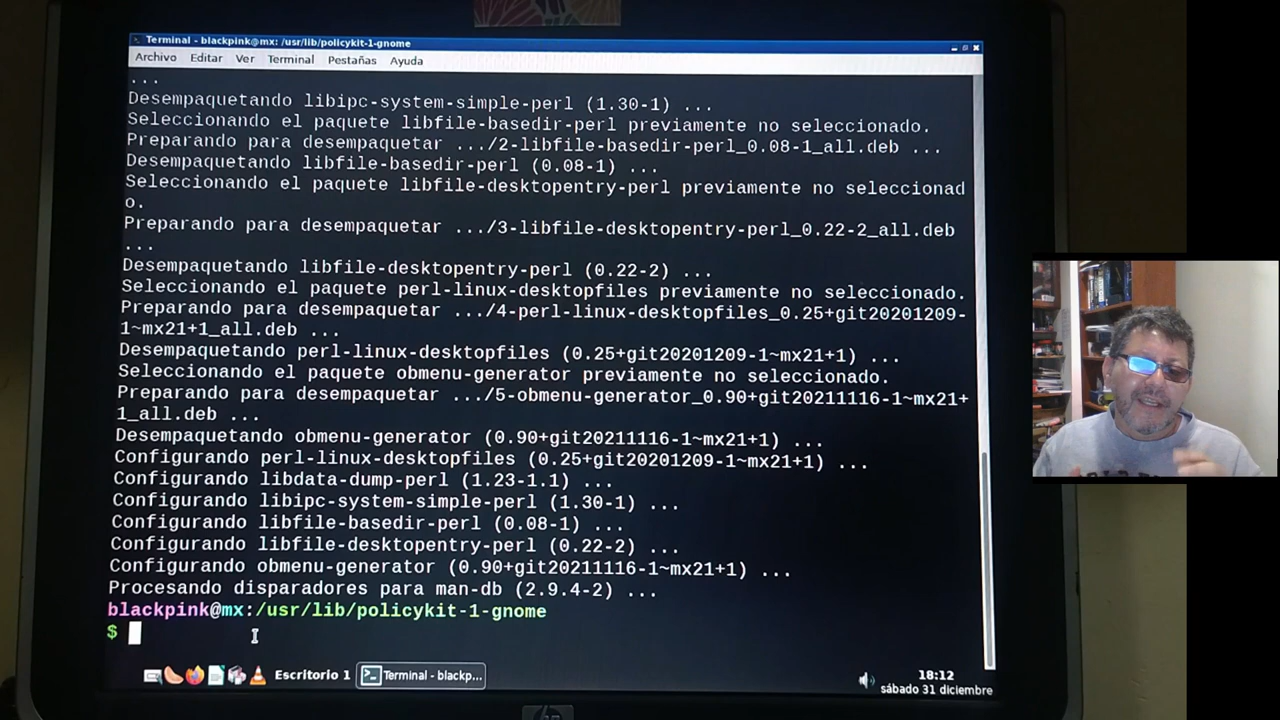 Terminal - blackpink@mx: /usr/lib/policykit-1-gnome
Archivo Editar Ver Terminal Pestañas Ayuda
...
Desempaquetando libipc-system-simple-perl (1.30-1) ...
Seleccionando el paquete libfile-basedir-perl previamente no seleccionado.
Preparando para desempaquetar .../2-libfile-basedir-perl_0.08-1_all.deb ...
Desempaquetando libfile-basedir-perl (0.08-1) ...
Seleccionando el paquete libfile-desktopentry-perl previamente no seleccionad
o.
Preparando para desempaquetar .../3-libfile-desktopentry-perl_0.22-2_all.deb
...
Desempaquetando libfile-desktopentry-perl (0.22-2) ...
Seleccionando el paquete perl-linux-desktopfiles previamente no seleccionado.
Preparando para desempaquetar .../4-perl-linux-desktopfiles_0.25+git20201209-
1~mx21+1_all.deb ...
Desempaquetando perl-linux-desktopfiles (0.25+git20201209-1~mx21+1) ...
Seleccionando el paquete obmenu-generator previamente no seleccionado.
Preparando para desempaquetar .../5-obmenu-generator_0.90+git20211116-1~mx21+
1_all.deb ...
Desempaquetando obmenu-generator (0.90+git20211116-1~mx21+1) ...
Configurando perl-linux-desktopfiles (0.25+git20201209-1~mx21+1) ...
Configurando libdata-dump-perl (1.23-1.1) ...
Configurando libipc-system-simple-perl (1.30-1) ...
Configurando libfile-basedir-perl (0.08-1) ...
Configurando libfile-desktopentry-perl (0.22-2) ...
Configurando obmenu-generator (0.90+git20211116-1~mx21+1) ...
Procesando disparadores para man-db (2.9.4-2) ...
blackpink@mx:/usr/lib/policykit-1-gnome
$
Escritorio 1 Terminal - blackp... 18:12
sábado 31 diciembre